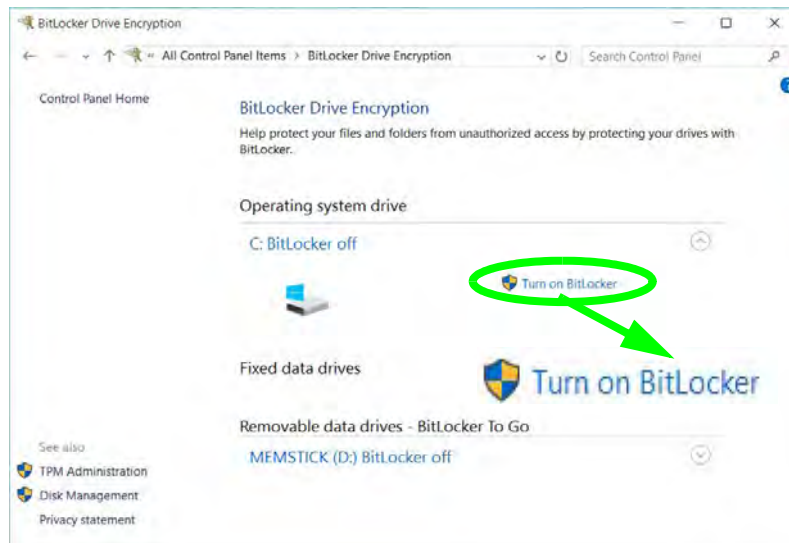 BitLocker Drive Encryption
All Control Panel Items > BitLocker Drive Encryption
Search Control Panel
Control Panel Home
BitLocker Drive Encryption
Help protect your files and folders from unauthorized access by protecting your drives with
BitLocker.
Operating system drive
C: BitLocker off
Turn on BitLocker
Fixed data drives
Turn on BitLocker
Removable data drives - BitLocker To Go
MEMSTICK (D:) BitLocker off
See also
TPM Administration
Disk Management
Privacy statement